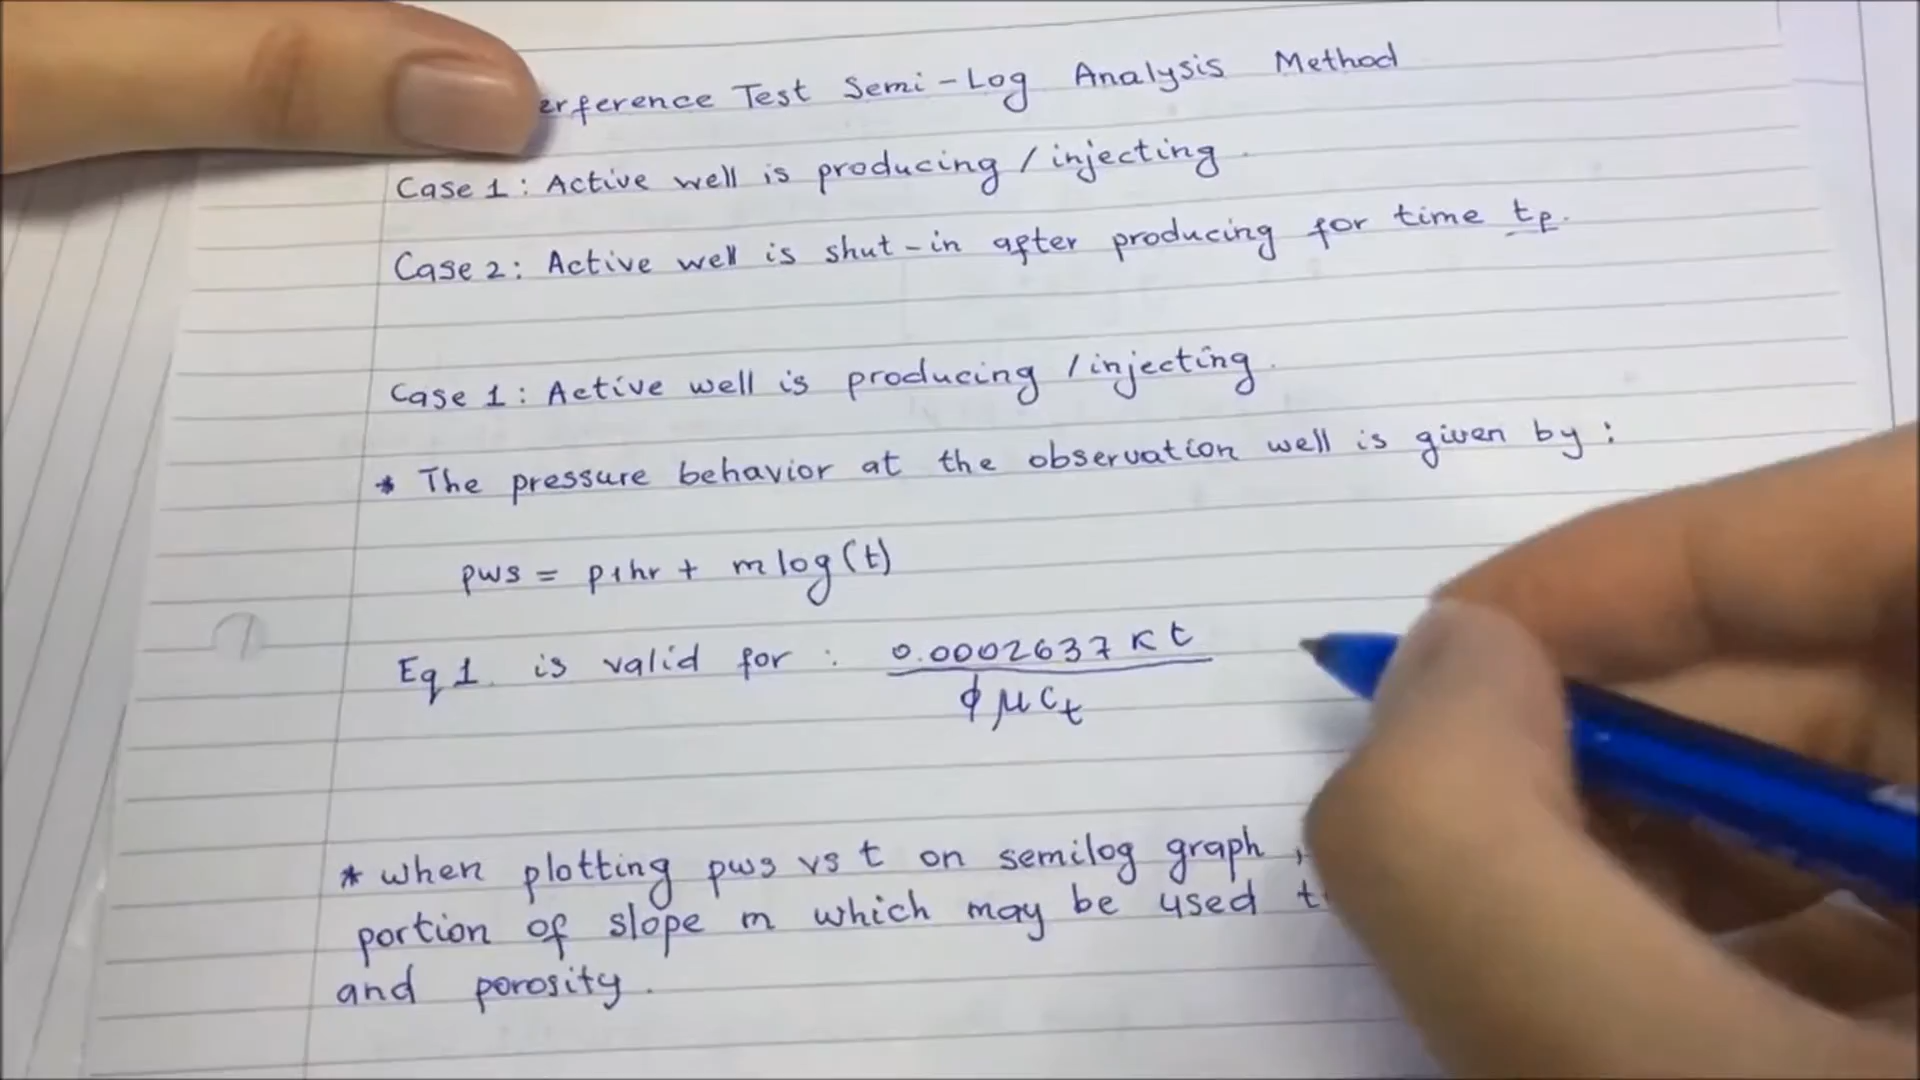 Test Semi-Log Analysis Method
Case 1: Active well is producing / injecting.
Case 2: Active well is shut-in after producing for time tp.
Case 1: Active well is producing / injecting.
* The pressure behavior at the observation well is given by:
pws = p1hr + m log(t)
Eq 1. is valid for : 0.0002637 K t
ϕ μ ct
* when plotting pws vs t on semilog graph,
portion of slope m which may be used
and porosity.